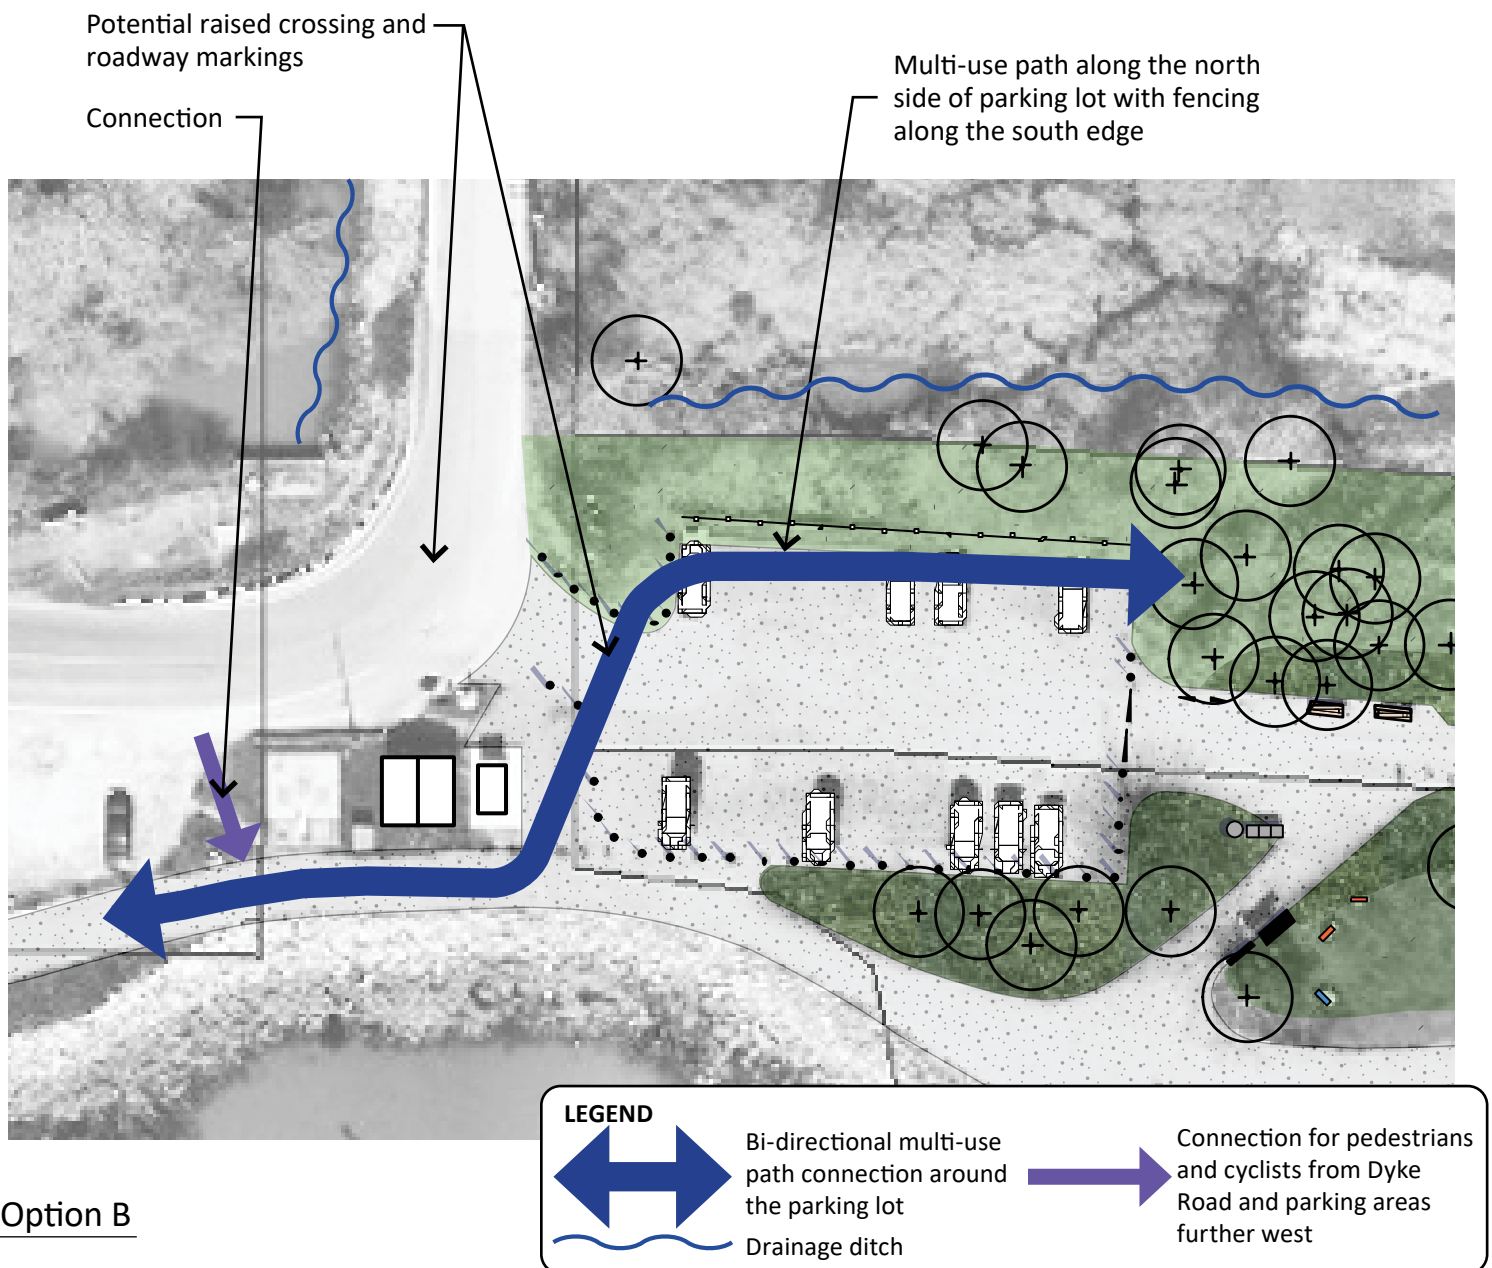 Potential raised crossing and
roadway markings
Connection
Multi-use path along the north
side of parking lot with fencing
along the south edge
LEGEND
Bi-directional multi-use
path connection around
the parking lot
Drainage ditch
Connection for pedestrians
and cyclists from Dyke
Road and parking areas
further west
Option B